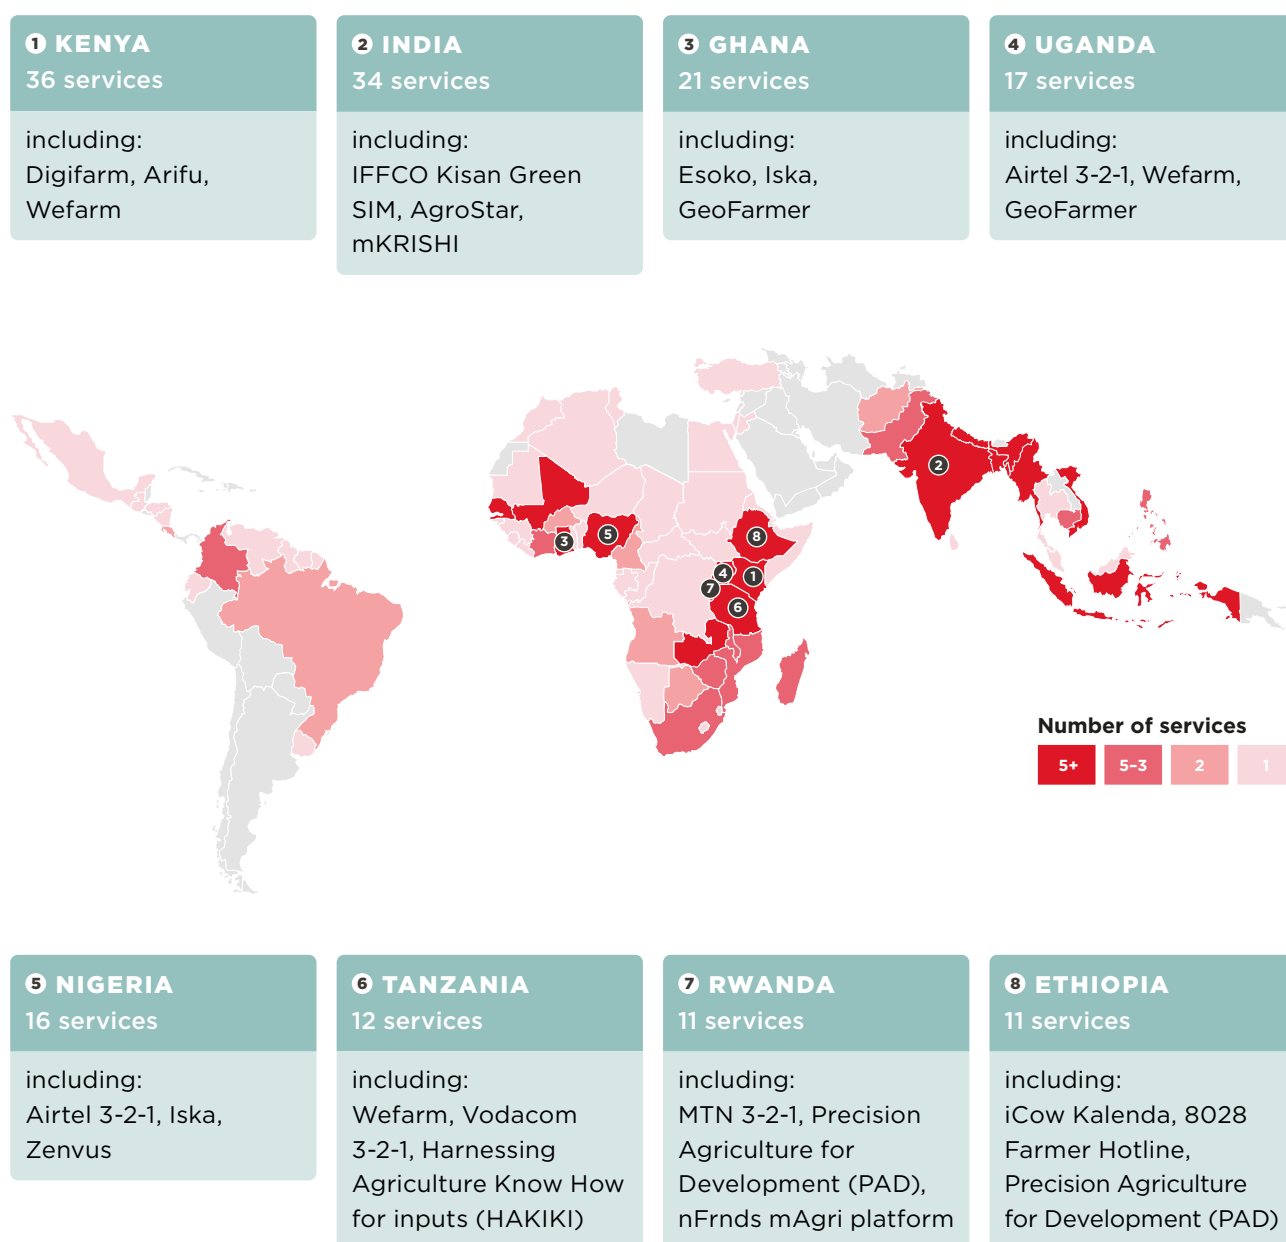 1 KENYA
36 services
including:
Digifarm, Arifu,
Wefarm
2 INDIA
34 services
including:
IFFCO Kisan Green
SIM, AgroStar,
mKRISHI
3 GHANA
21 services
including:
Esoko, Iska,
GeoFarmer
4 UGANDA
17 services
including:
Airtel 3-2-1, Wefarm,
GeoFarmer
2
5
3
8
4
1
7
6
Number of services
5+ 5–3 2 1
5 NIGERIA
16 services
including:
Airtel 3-2-1, Iska,
Zenvus
6 TANZANIA
12 services
including:
Wefarm, Vodacom
3-2-1, Harnessing
Agriculture Know How
for inputs (HAKIKI)
7 RWANDA
11 services
including:
MTN 3-2-1, Precision
Agriculture for
Development (PAD),
nFrnds mAgri platform
8 ETHIOPIA
11 services
including:
iCow Kalenda, 8028
Farmer Hotline,
Precision Agriculture
for Development (PAD)